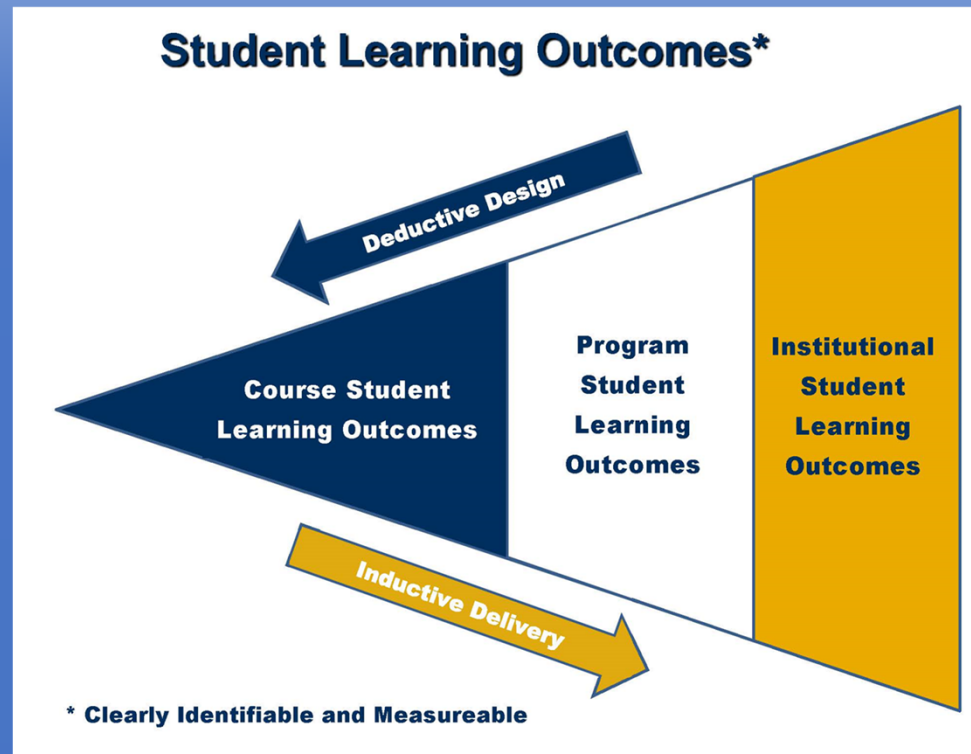 Student Learning Outcomes*
Deductive Design
Course Student
Learning Outcomes
Program
Student
Learning
Outcomes
Institutional
Student
Learning
Outcomes
Inductive Delivery
* Clearly Identifiable and Measureable